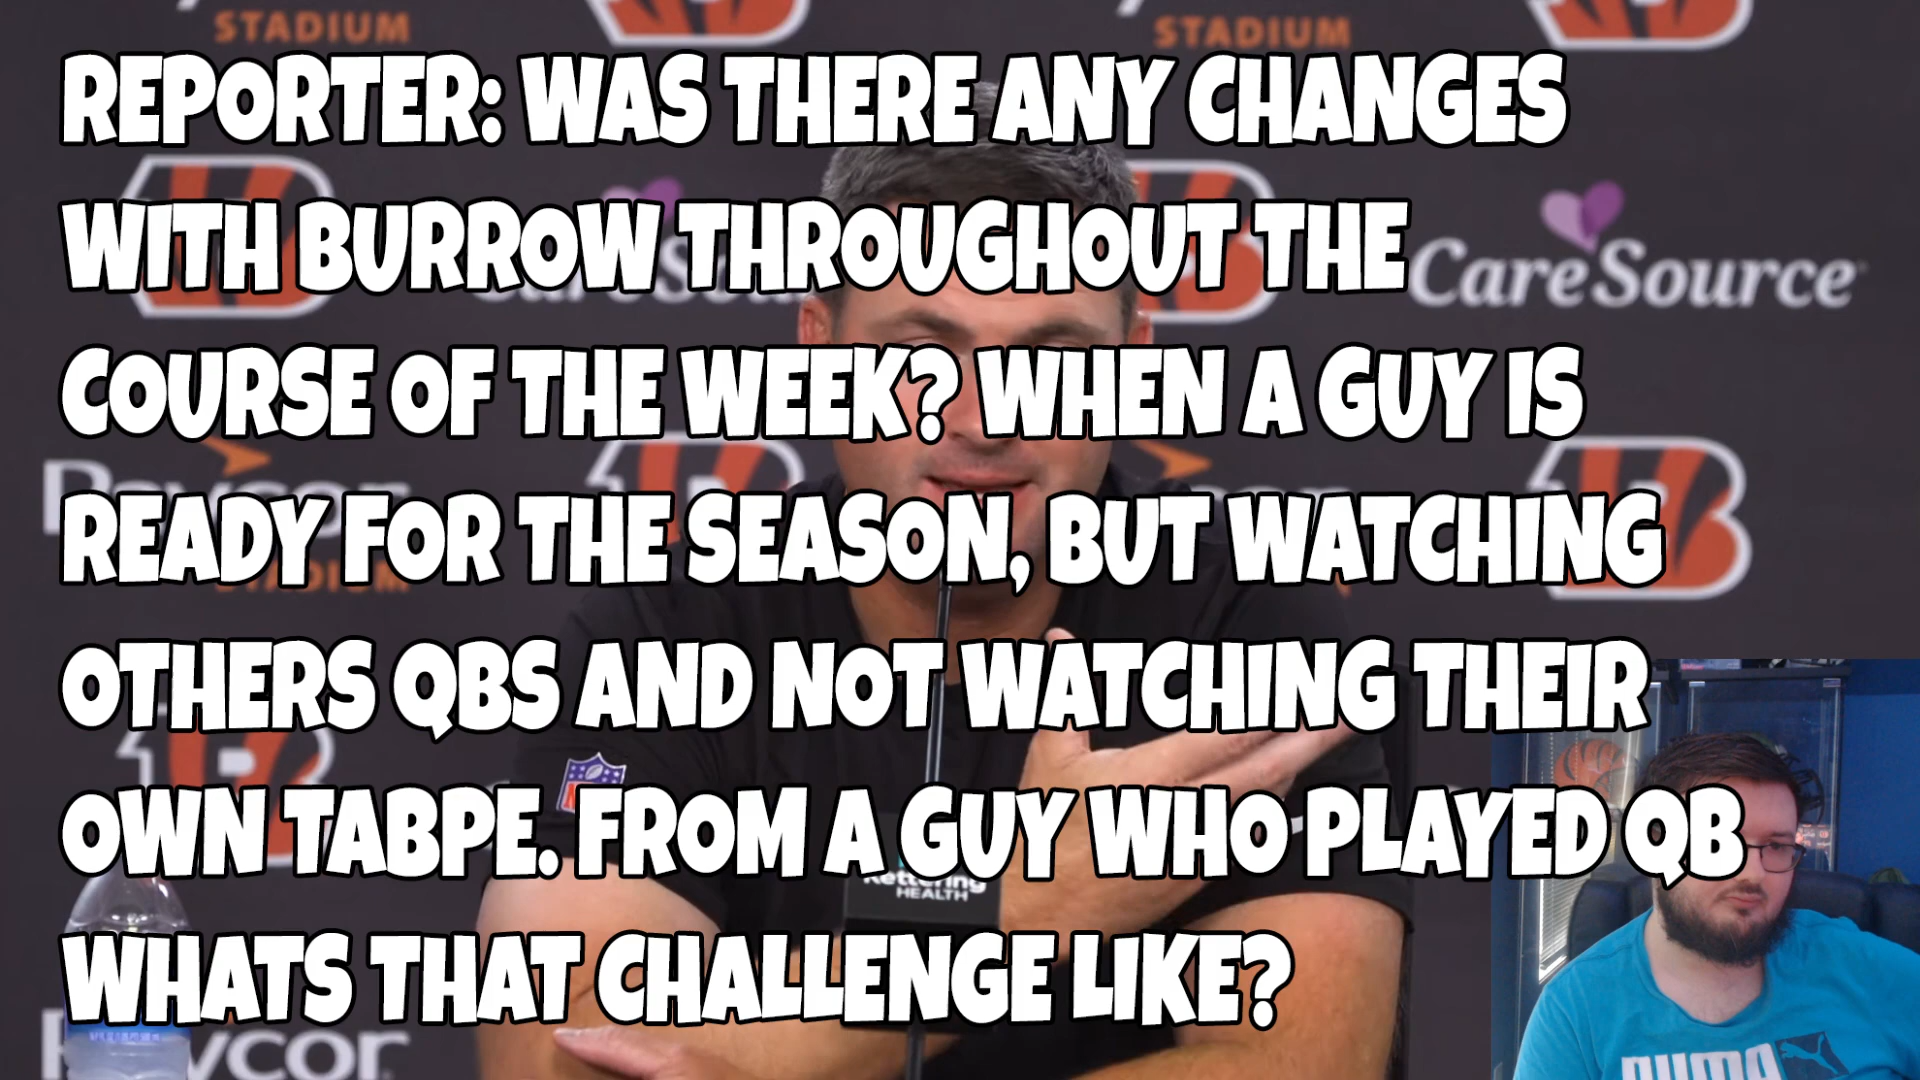 STADIUM
STADIUM
REPORTER: WAS THERE ANY CHANGES
WITH BURROW THROUGHOUT THE
CareSource
COURSE OF THE WEEK? WHEN A GUY IS
READY FOR THE SEASON, BUT WATCHING
OTHERS QBS AND NOT WATCHING THEIR
OWN TABPE. FROM A GUY WHO PLAYED QB
Kettering
HEALTH
WHATS THAT CHALLENGE LIKE?
PUMA